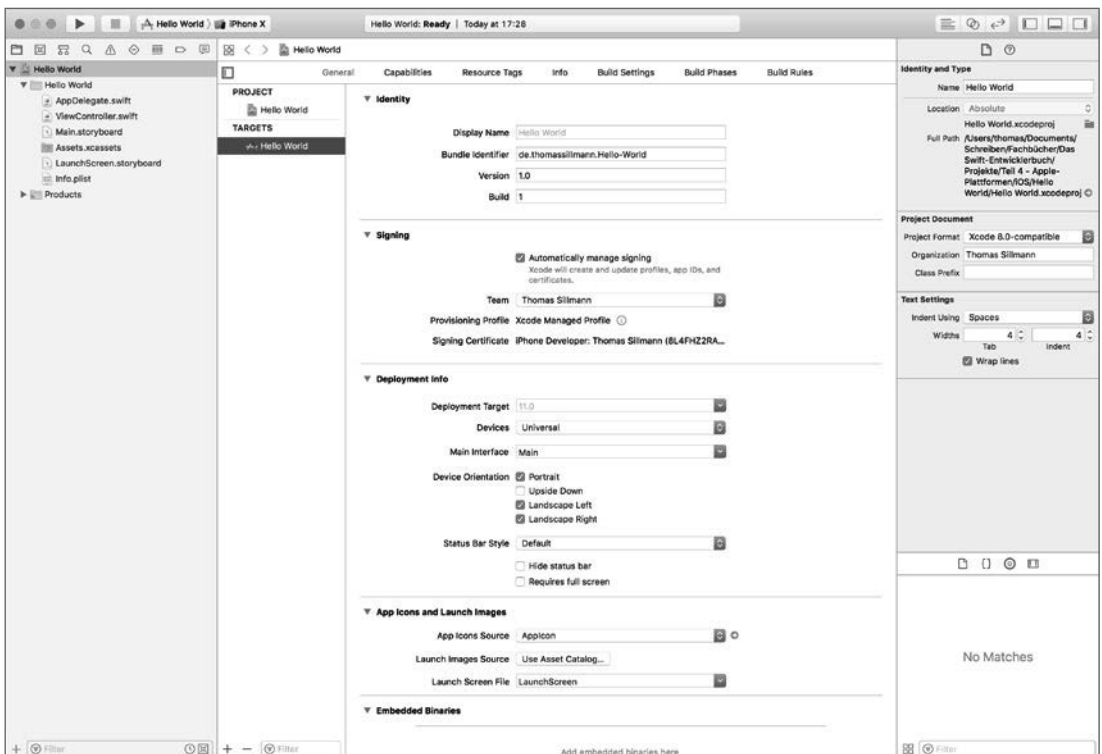 Hello World
iPhone X
Hello World: Ready | Today at 17:28
Hello World
Hello World
AppDelegate.swift
ViewController.swift
Main.storyboard
Assets.xcassets
LaunchScreen.storyboard
Info.plist
Products
Filter
Hello World
General
Capabilities
Resource Tags
Info
Build Settings
Build Phases
Build Rules
PROJECT
Hello World
TARGETS
Hello World
Filter
Identity
Display Name Hello World
Bundle Identifier de.thomassillmann.Hello-World
Version 1.0
Build 1
Signing
Automatically manage signing
Xcode will create and update profiles, app IDs, and
certificates.
Team Thomas Sillmann
Provisioning Profile Xcode Managed Profile
Signing Certificate iPhone Developer: Thomas Sillmann (8L4FHZ2RA...
Deployment Info
Deployment Target 11.0
Devices Universal
Main Interface Main
Device Orientation Portrait
Upside Down
Landscape Left
Landscape Right
Status Bar Style Default
Hide status bar
Requires full screen
App Icons and Launch Images
App Icons Source AppIcon
Launch Images Source Use Asset Catalog...
Launch Screen File LaunchScreen
Embedded Binaries
Add embedded binaries here
Identity and Type
Name Hello World
Location Absolute
Hello World.xcodeproj
Full Path /Users/thomas/Documents/
Schreiben/Fachbücher/Das
Swift-Entwicklerbuch/
Projekte/Teil 4 - Apple-
Plattformen/iOS/Hello
World/Hello World.xcodeproj
Project Document
Project Format Xcode 8.0-compatible
Organization Thomas Sillmann
Class Prefix
Text Settings
Indent Using Spaces
Widths 4 4
Tab Indent
Wrap lines
No Matches
Filter